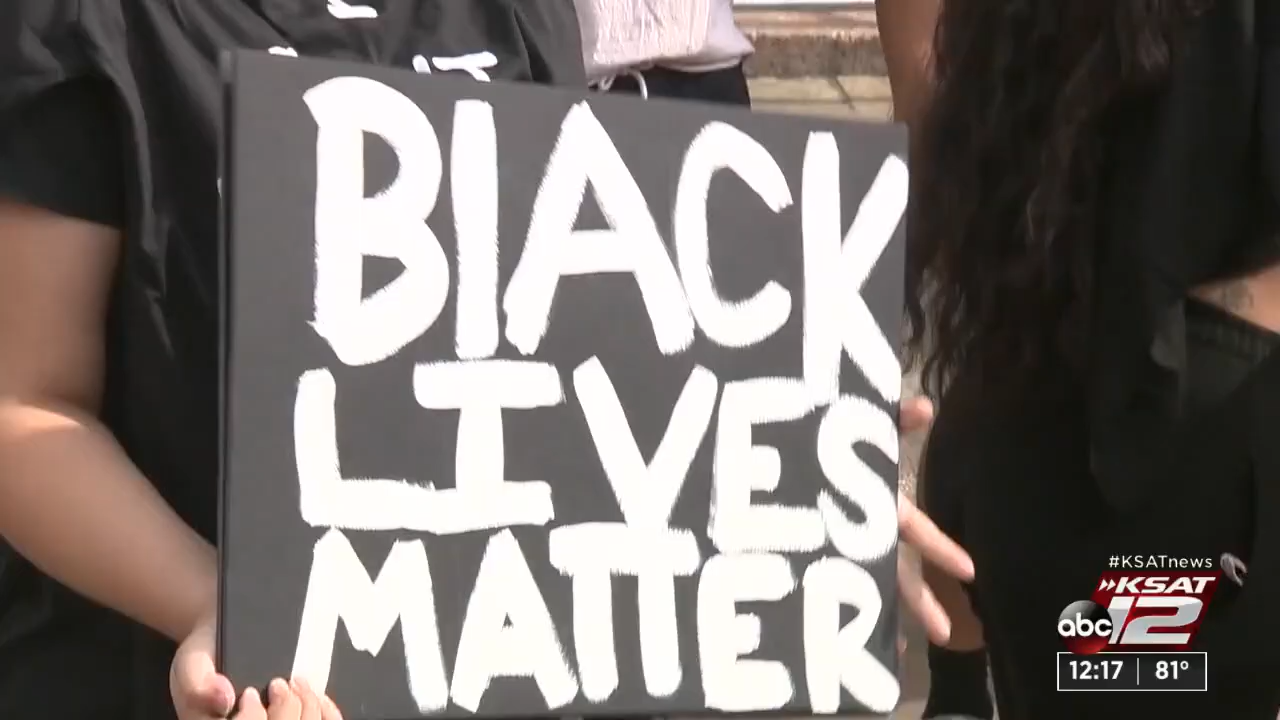 BLACK
LIVES
MATTER
#KSATnews
KSAT
abc 12
12:17 81°